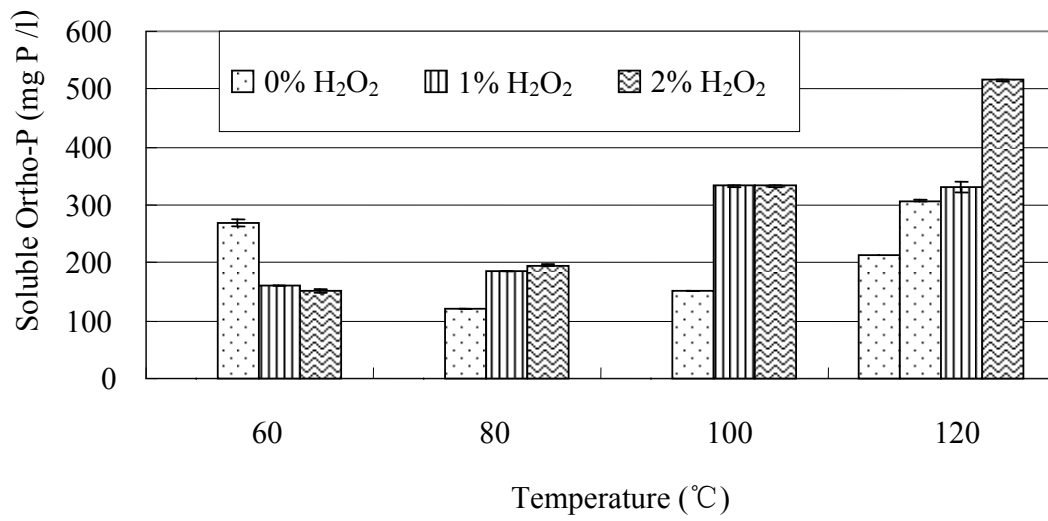 Soluble Ortho-P (mg P /l)
600
500
400
300
200
100
0
0% H₂O₂ 1% H₂O₂ 2% H₂O₂
60 80 100 120
Temperature (℃)